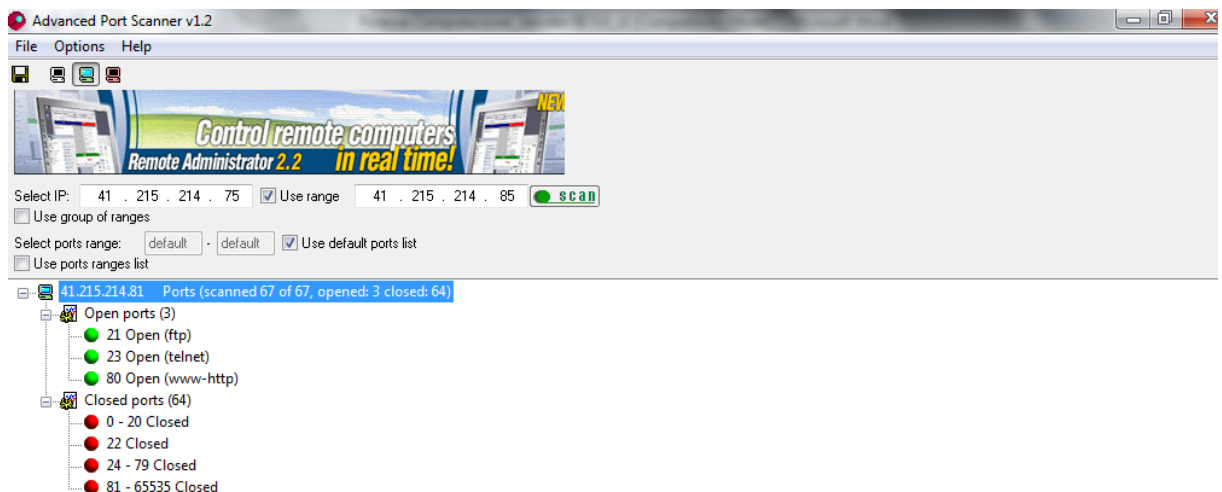 Advanced Port Scanner v1.2
File Options Help
NEW
Control remote computers
Remote Administrator 2.2 in real time!
Select IP: 41 . 215 . 214 . 75 Use range 41 . 215 . 214 . 85 scan
Use group of ranges
Select ports range: default - default Use default ports list
Use ports ranges list
41.215.214.81 Ports (scanned 67 of 67, opened: 3 closed: 64)
Open ports (3)
21 Open (ftp)
23 Open (telnet)
80 Open (www-http)
Closed ports (64)
0 - 20 Closed
22 Closed
24 - 79 Closed
81 - 65535 Closed